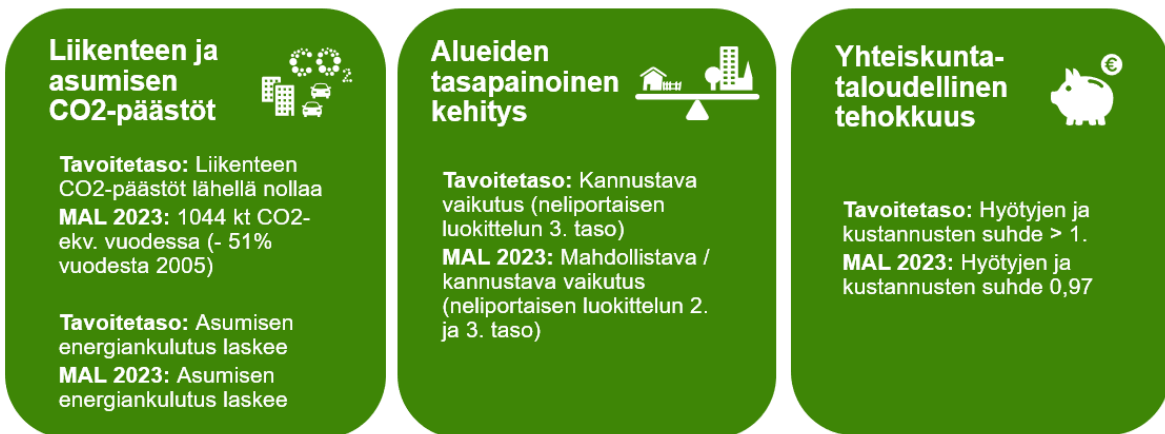 Liikenteen ja
asumisen
CO2-päästöt
CO2
Tavoitetaso: Liikenteen
CO2-päästöt lähellä nollaa
MAL 2023: 1044 kt CO2-
ekv. vuodessa (- 51%
vuodesta 2005)
Tavoitetaso: Asumisen
energiankulutus laskee
MAL 2023: Asumisen
energiankulutus laskee
Alueiden
tasapainoinen
kehitys
Tavoitetaso: Kannustava
vaikutus (neliportaisen
luokittelun 3. taso)
MAL 2023: Mahdollistava /
kannustava vaikutus
(neliportaisen luokittelun 2.
ja 3. taso)
Yhteiskunta-
taloudellinen
tehokkuus
€
Tavoitetaso: Hyötyjen ja
kustannusten suhde > 1.
MAL 2023: Hyötyjen ja
kustannusten suhde 0,97